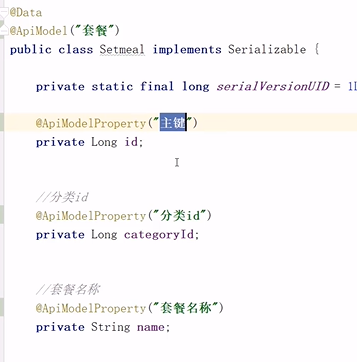 @Data
@ApiModel("套餐")
public class Setmeal implements Serializable {
private static final long serialVersionUID = 1L
@ApiModelProperty("主键")
private Long id;
//分类id
@ApiModelProperty("分类id")
private Long categoryId;
//套餐名称
@ApiModelProperty("套餐名称")
private String name;